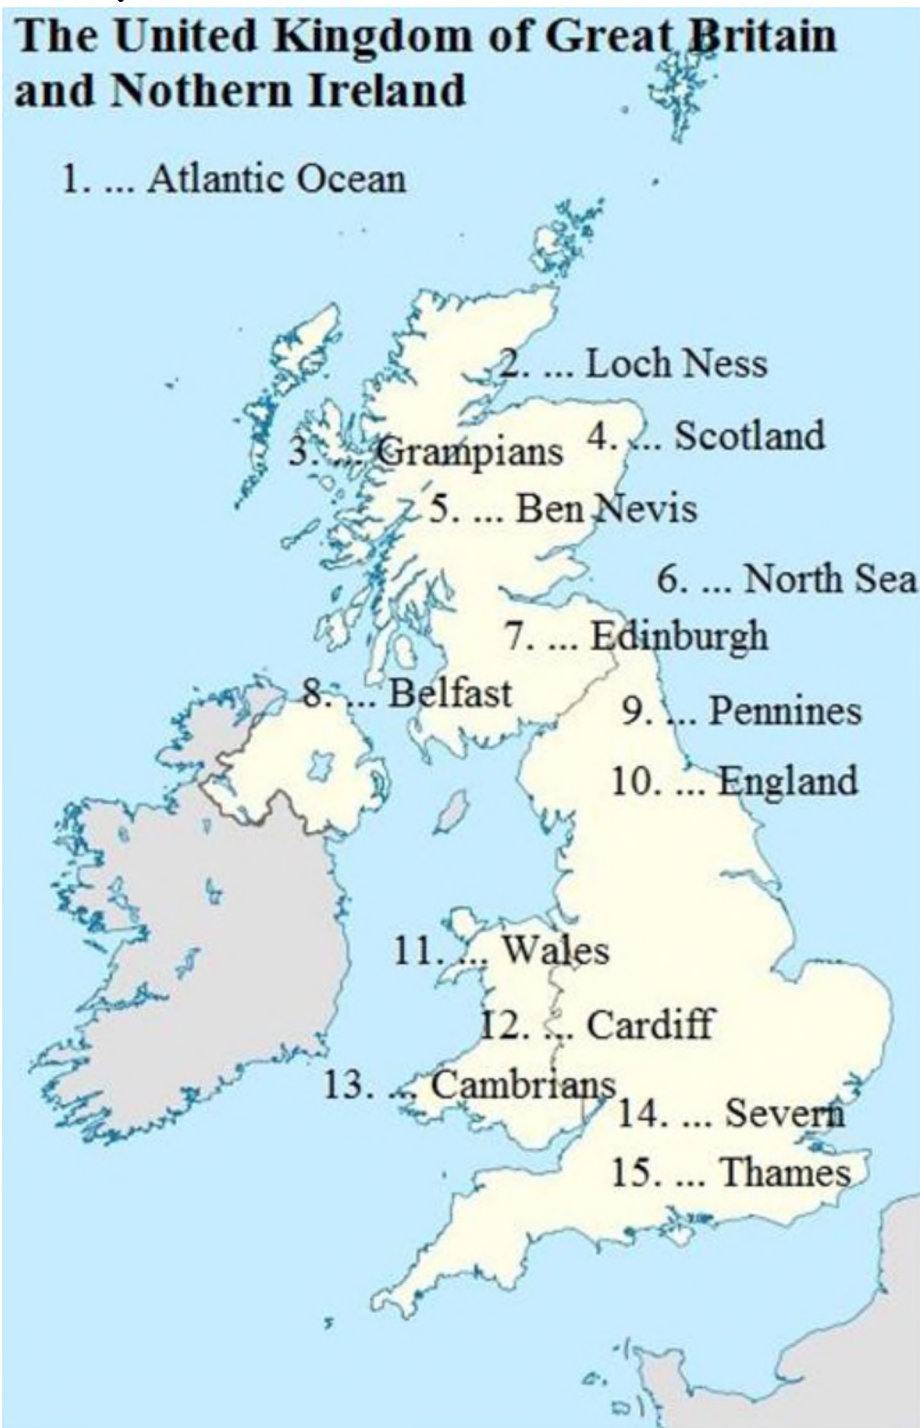 The United Kingdom of Great Britain
and Nothern Ireland
1. ... Atlantic Ocean
2. ... Loch Ness
3. ... Grampians
4. ... Scotland
5. ... Ben Nevis
6. ... North Sea
7. ... Edinburgh
8. ... Belfast
9. ... Pennines
10. ... England
11. ... Wales
12. ... Cardiff
13. ... Cambrians
14. ... Severn
15. ... Thames